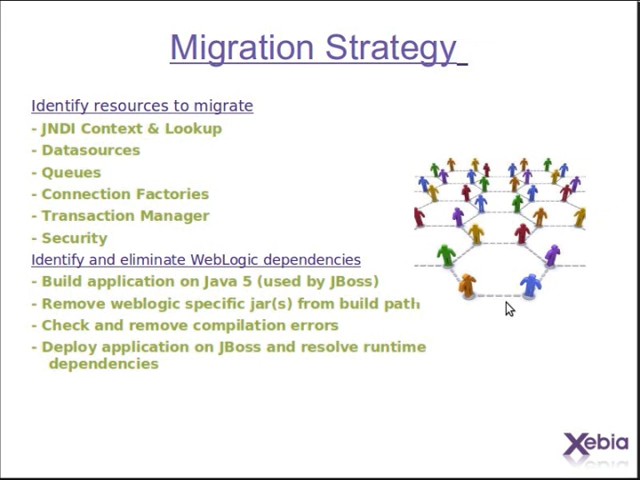 Migration Strategy
Identify resources to migrate
- JNDI Context & Lookup
- Datasources
- Queues
- Connection Factories
- Transaction Manager
- Security
Identify and eliminate WebLogic dependencies
- Build application on Java 5 (used by JBoss)
- Remove weblogic specific jar(s) from build path
- Check and remove compilation errors
- Deploy application on JBoss and resolve runtime
dependencies
Xebia